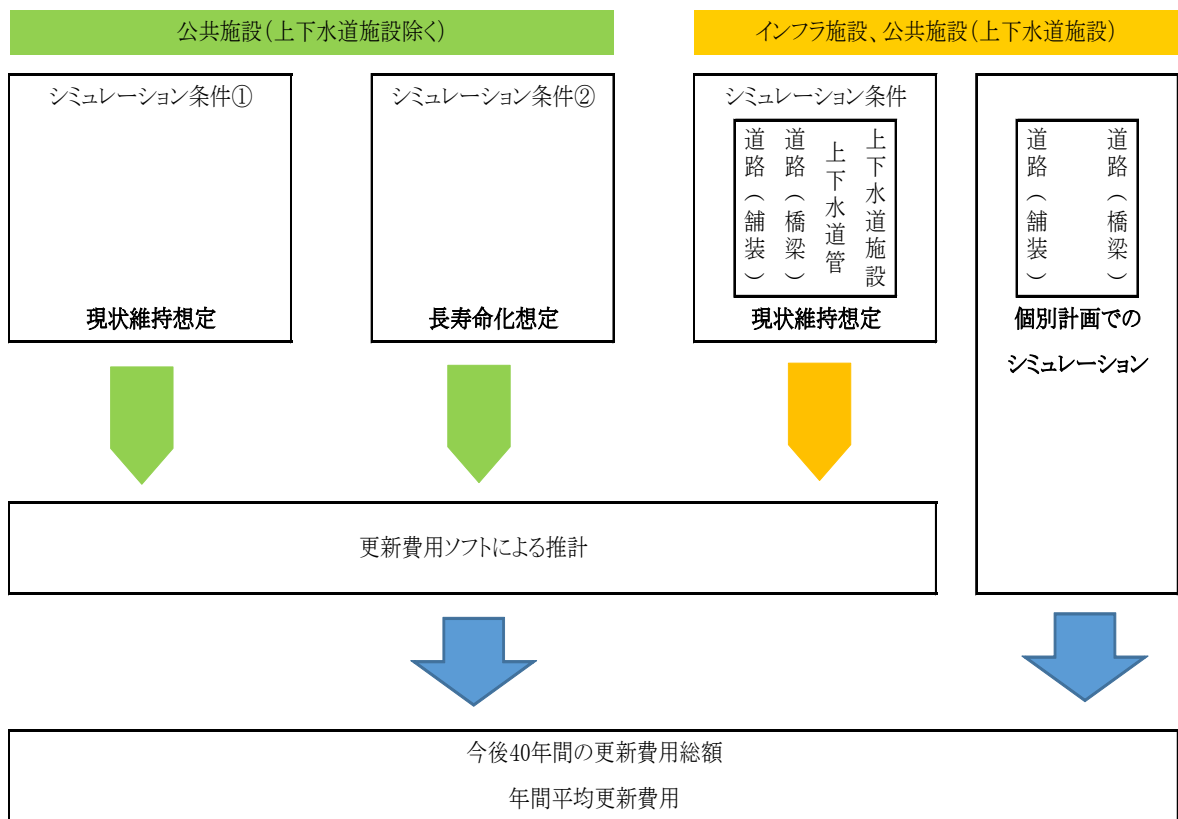 公共施設(上下水道施設除く)
インフラ施設、公共施設(上下水道施設)
シミュレーション条件①
現状維持想定
シミュレーション条件②
長寿命化想定
シミュレーション条件
上下水道施設
上下水道管
道路(橋梁)
道路(舗装)
現状維持想定
道路(橋梁)
道路(舗装)
個別計画での
シミュレーション
更新費用ソフトによる推計
今後40年間の更新費用総額
年間平均更新費用